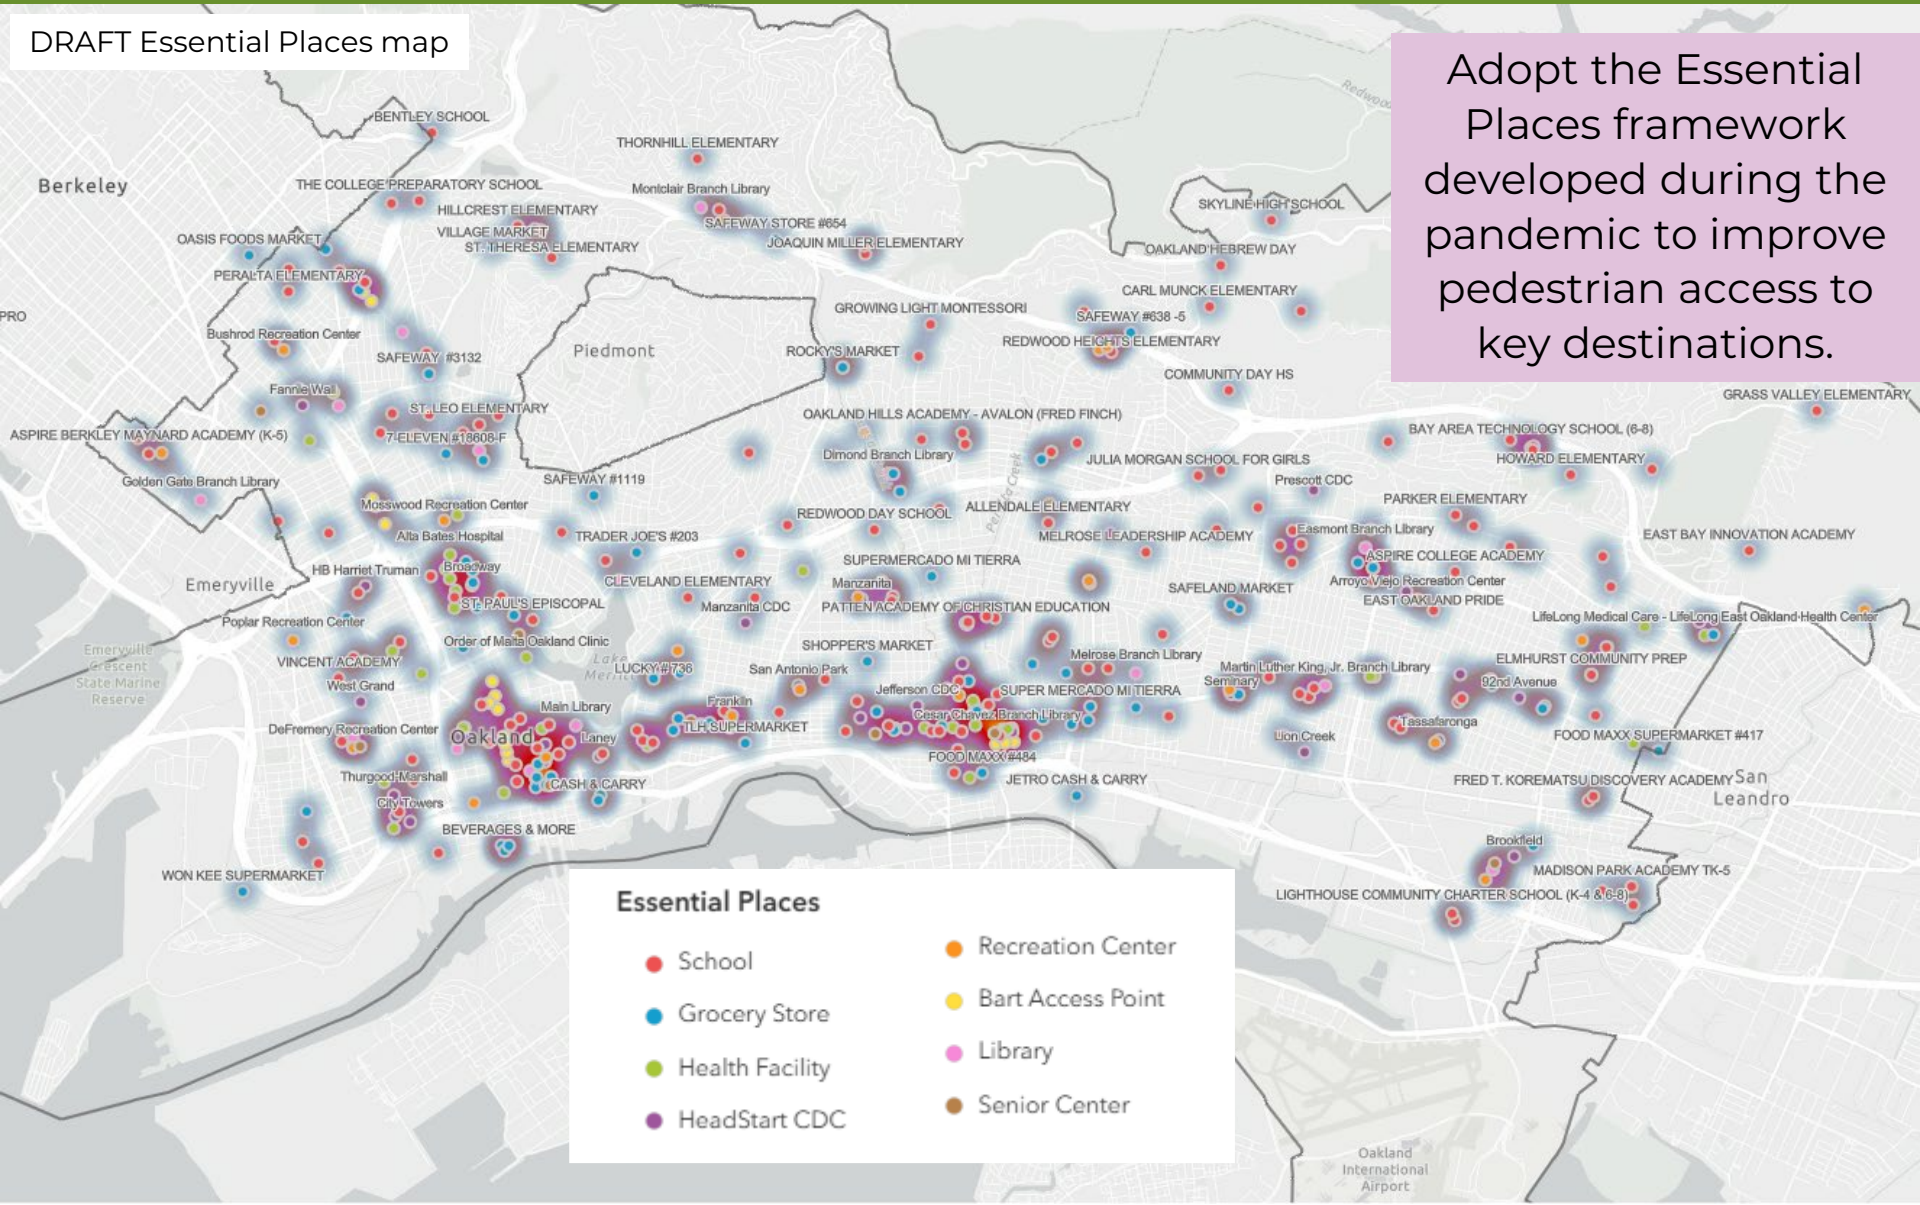 DRAFT Essential Places map
Adopt the Essential
Places framework
developed during the
pandemic to improve
pedestrian access to
key destinations.
Redwood
BENTLEY SCHOOL
THORNHILL ELEMENTARY
Berkeley
THE COLLEGE PREPARATORY SCHOOL
Montclair Branch Library
HILLCREST ELEMENTARY
SKYLINE HIGH SCHOOL
VILLAGE MARKET
SAFEWAY STORE #654
OASIS FOODS MARKET
ST. THERESA ELEMENTARY
JOAQUIN MILLER ELEMENTARY
OAKLAND HEBREW DAY
PERALTA ELEMENTARY
CARL MUNCK ELEMENTARY
PRO
GROWING LIGHT MONTESSORI
SAFEWAY #638 -5
Bushrod Recreation Center
REDWOOD HEIGHTS ELEMENTARY
SAFEWAY #3132
Piedmont
ROCKY'S MARKET
COMMUNITY DAY HS
Fannie Wall
GRASS VALLEY ELEMENTARY
ST. LEO ELEMENTARY
OAKLAND HILLS ACADEMY - AVALON (FRED FINCH)
ASPIRE BERKLEY MAYNARD ACADEMY (K-5)
7-ELEVEN #18608-F
BAY AREA TECHNOLOGY SCHOOL (6-8)
Dimond Branch Library
JULIA MORGAN SCHOOL FOR GIRLS
HOWARD ELEMENTARY
Golden Gate Branch Library
SAFEWAY #1119
Prescott CDC
Peralta Creek
Mosswood Recreation Center
REDWOOD DAY SCHOOL
ALLENDALE ELEMENTARY
PARKER ELEMENTARY
Alta Bates Hospital
TRADER JOE'S #203
MELROSE LEADERSHIP ACADEMY
Easmont Branch Library
EAST BAY INNOVATION ACADEMY
HB Harriet Truman
Broadway
SUPERMERCADO MI TIERRA
ASPIRE COLLEGE ACADEMY
Emeryville
CLEVELAND ELEMENTARY
Manzanita
SAFELAND MARKET
Arroyo Viejo Recreation Center
ST. PAUL'S EPISCOPAL
Manzanita CDC
PATTEN ACADEMY OF CHRISTIAN EDUCATION
EAST OAKLAND PRIDE
Poplar Recreation Center
LifeLong Medical Care - LifeLong East Oakland Health Center
Emeryville
Crescent
State Marine
Reserve
Order of Malta Oakland Clinic
SHOPPER'S MARKET
VINCENT ACADEMY
Lake
Merritt
LUCKY #736
San Antonio Park
Melrose Branch Library
Martin Luther King, Jr. Branch Library
ELMHURST COMMUNITY PREP
West Grand
Jefferson CDC
SUPER MERCADO MI TIERRA
Seminary
92nd Avenue
Main Library
Franklin
Cesar Chavez Branch Library
Tassafaronga
DeFremery Recreation Center
Oakland
Laney
TLH SUPERMARKET
Lion Creek
FOOD MAXX SUPERMARKET #417
FOOD MAXX #484
Thurgood-Marshall
CASH & CARRY
JETRO CASH & CARRY
FRED T. KOREMATSU DISCOVERY ACADEMY
San
Leandro
City Towers
BEVERAGES & MORE
Brookfield
WON KEE SUPERMARKET
MADISON PARK ACADEMY TK-5
LIGHTHOUSE COMMUNITY CHARTER SCHOOL (K-4 & 6-8)
Essential Places
School
Grocery Store
Health Facility
HeadStart CDC
Recreation Center
Bart Access Point
Library
Senior Center
Oakland
International
Airport